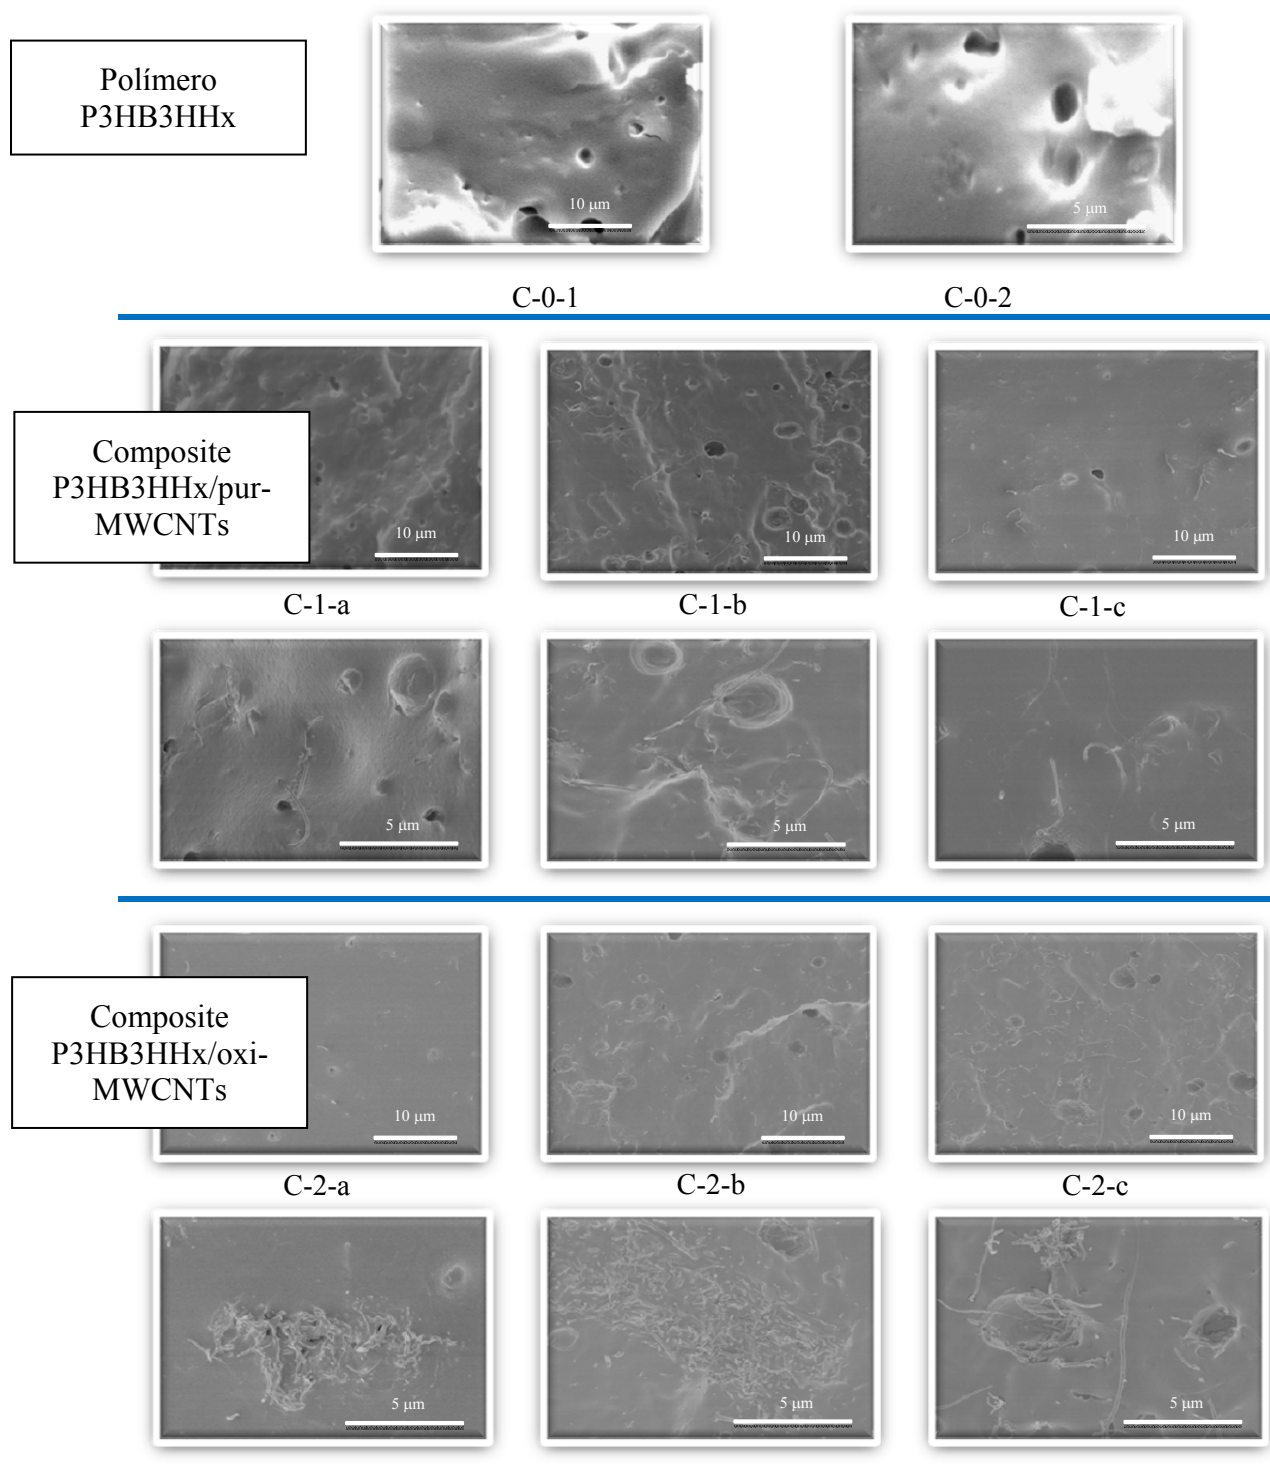 Polímero
P3HB3HHx
10 µm
5 µm
C-0-1
C-0-2
Composite
P3HB3HHx/pur-
MWCNTs
10 µm
10 µm
10 µm
C-1-a
C-1-b
C-1-c
5 µm
5 µm
5 µm
Composite
P3HB3HHx/oxi-
MWCNTs
10 µm
10 µm
10 µm
C-2-a
C-2-b
C-2-c
5 µm
5 µm
5 µm